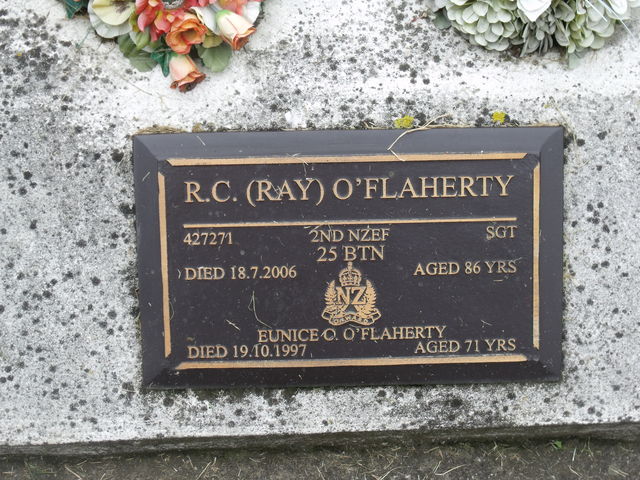 R.C. (RAY) O'FLAHERTY
427271 2ND NZEF SGT
25 BTN
DIED 18.7.2006 AGED 86 YRS
NZ
ONWARD
EUNICE O. O'FLAHERTY
DIED 19.10.1997 AGED 71 YRS